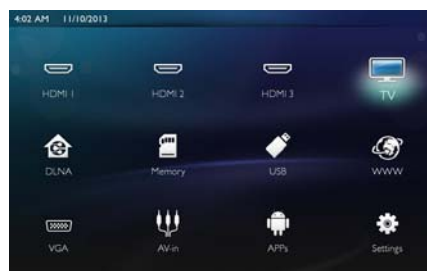 4:02 AM 11/10/2013
HDMI 1 HDMI 2 HDMI 3 TV
DLNA Memory USB WWW
VGA AV-in APPs Settings